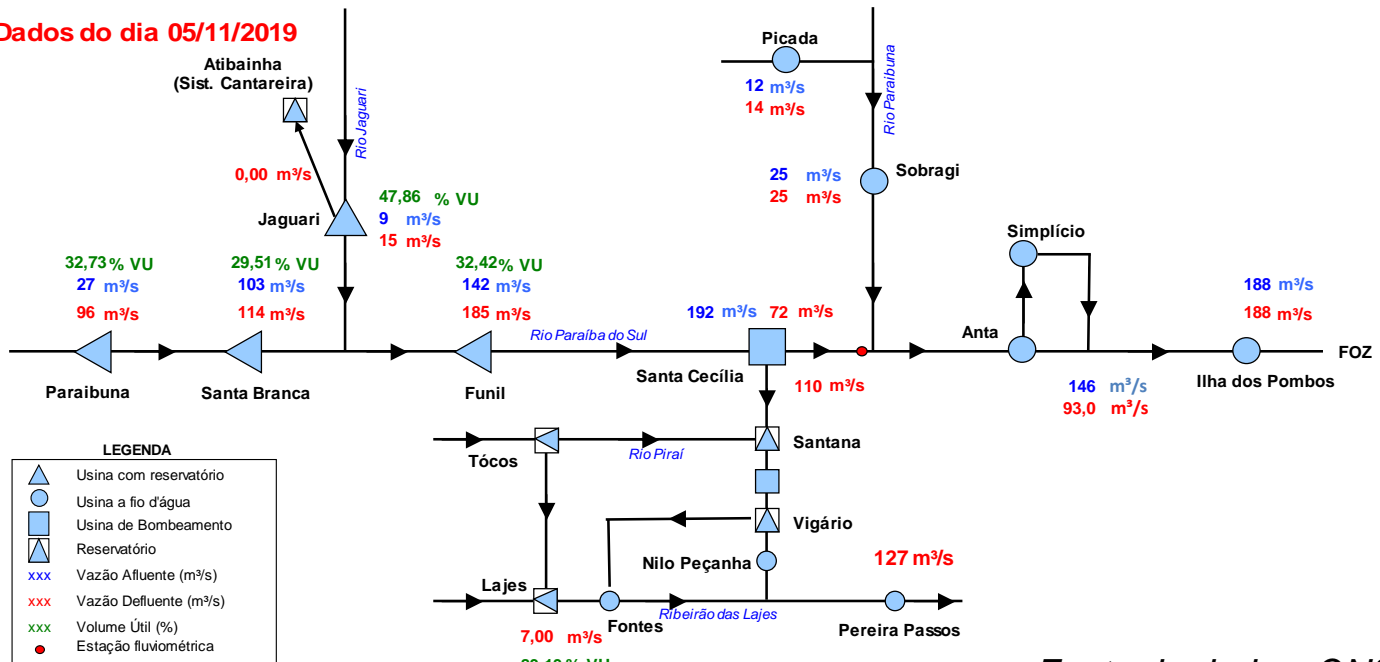 Dados do dia 05/11/2019
Atibainha
(Sist. Cantareira)
Rio Jaguari
0,00 m³/s
Jaguari
47,86 % VU
9 m³/s
15 m³/s
Picada
12 m³/s
14 m³/s
Rio Paraibuna
25 m³/s
25 m³/s
Sobragi
32,73 % VU
27 m³/s
96 m³/s
Paraibuna
29,51 % VU
103 m³/s
114 m³/s
Santa Branca
32,42 % VU
142 m³/s
185 m³/s
Funil
Rio Paraíba do Sul
192 m³/s 72 m³/s
Santa Cecília
110 m³/s
Simplício
Anta
146 m³/s
93,0 m³/s
188 m³/s
188 m³/s
Ilha dos Pombos
FOZ
Tócos
Rio Piraí
Santana
Vigário
Nilo Peçanha
127 m³/s
Lajes
Fontes
Ribeirão das Lajes
Pereira Passos
7,00 m³/s
LEGENDA
Usina com reservatório
Usina a fio d'água
Usina de Bombeamento
Reservatório
xxx Vazão Afluente (m³/s)
xxx Vazão Defluente (m³/s)
xxx Volume Útil (%)
Estação fluviométrica